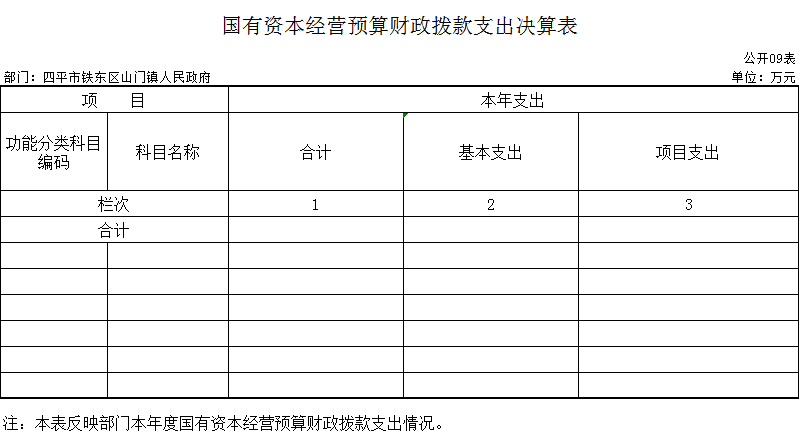 国有资本经营预算财政拨款支出决算表
公开09表
部门：四平市铁东区山门镇人民政府 单位：万元
项 目 本年支出
功能分类科目编码 科目名称 合计 基本支出 项目支出
栏次 1 2 3
合计
注：本表反映部门本年度国有资本经营预算财政拨款支出情况。